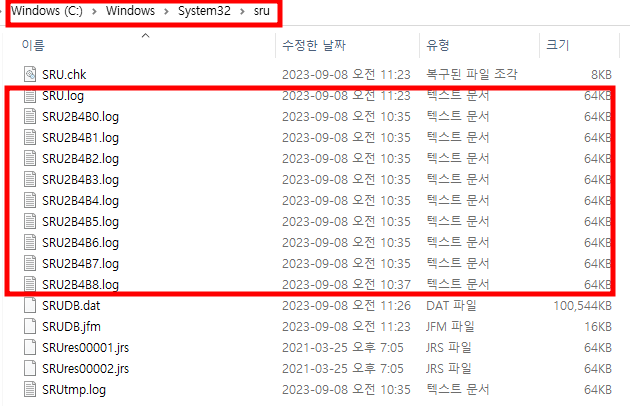 Windows (C:) > Windows > System32 > sru
이름 수정한 날짜 유형 크기
SRU.chk 2023-09-08 오전 11:23 복구된 파일 조각 8KB
SRU.log 2023-09-08 오전 11:23 텍스트 문서 64KB
SRU2B4B0.log 2023-09-08 오전 10:35 텍스트 문서 64KB
SRU2B4B1.log 2023-09-08 오전 10:35 텍스트 문서 64KB
SRU2B4B2.log 2023-09-08 오전 10:35 텍스트 문서 64KB
SRU2B4B3.log 2023-09-08 오전 10:35 텍스트 문서 64KB
SRU2B4B4.log 2023-09-08 오전 10:35 텍스트 문서 64KB
SRU2B4B5.log 2023-09-08 오전 10:35 텍스트 문서 64KB
SRU2B4B6.log 2023-09-08 오전 10:35 텍스트 문서 64KB
SRU2B4B7.log 2023-09-08 오전 10:35 텍스트 문서 64KB
SRU2B4B8.log 2023-09-08 오전 10:37 텍스트 문서 64KB
SRUDB.dat 2023-09-08 오전 11:26 DAT 파일 100,544KB
SRUDB.jfm 2023-09-08 오전 11:23 JFM 파일 16KB
SRUres00001.jrs 2021-03-25 오후 7:05 JRS 파일 64KB
SRUres00002.jrs 2021-03-25 오후 7:05 JRS 파일 64KB
SRUtmp.log 2023-09-08 오전 10:35 텍스트 문서 64KB